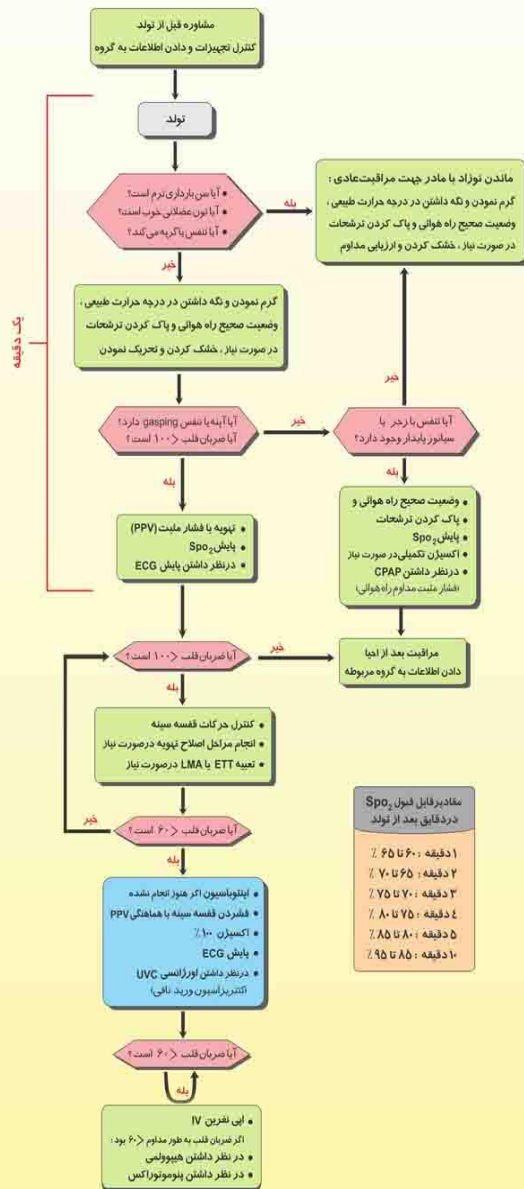 مشاوره قبل از تولد
کنترل تجهیزات و دادن اطلاعات به گروه
تولد
یک دقیقه
• آیا سن بارداری ترم است؟
• آیا تون عضلانی خوب است؟
• آیا تنفس یا گریه می‌کند؟
بله
ماندن نوزاد با مادر جهت مراقبت عادی :
گرم نمودن و نگه داشتن در درجه حرارت طبیعی ،
وضعیت صحیح راه هوائی و پاک کردن ترشحات
در صورت نیاز ، خشک کردن و ارزیابی مداوم
خیر
گرم نمودن و نگه داشتن در درجه حرارت طبیعی ،
وضعیت صحیح راه هوائی و پاک کردن ترشحات
در صورت نیاز ، خشک کردن و تحریک نمودن
خیر
آیا آپنه یا تنفس gasping دارد؟
آیا ضربان قلب < ۱۰۰ است ؟
خیر
آیا تنفس با زجر یا
سیانوز پایدار وجود دارد؟
بله
بله
• تهویه با فشار مثبت (PPV)
• پایش Spo2
• درنظر داشتن پایش ECG
• وضعیت صحیح راه هوائی و
• پاک کردن ترشحات
• پایش Spo2
• اکسیژن تکمیلی در صورت نیاز
• درنظر داشتن CPAP
(فشار مثبت مداوم راه هوائی)
آیا ضربان قلب < ۱۰۰ است ؟
خیر
مراقبت بعد از احیا
دادن اطلاعات به گروه مربوطه
بله
• کنترل حرکات قفسه سینه
• انجام مراحل اصلاح تهویه درصورت نیاز
• تعبیه ETT یا LMA درصورت نیاز
خیر
آیا ضربان قلب < ۶۰ است ؟
بله
• اینتوباسیون اگر هنوز انجام نشده
• فشردن قفسه سینه با هماهنگی PPV
• اکسیژن ۱۰۰ ٪
• پایش ECG
• درنظر داشتن اورژانسی UVC
(کتتریزاسیون ورید نافی)
آیا ضربان قلب < ۶۰ است ؟
بله
• اپی نفرین IV
اگر ضربان قلب به طور مداوم < ۶۰ بود :
• در نظر داشتن هیپوولمی
• در نظر داشتن پنوموتوراکس
مقادیر قابل قبول Spo2
در دقایق بعد از تولد
۱ دقیقه : ۶۰ تا ۶۵ ٪
۲ دقیقه : ۶۵ تا ۷۰ ٪
۳ دقیقه : ۷۰ تا ۷۵ ٪
٤ دقیقه : ۷۵ تا ۸۰ ٪
۵ دقیقه : ۸۰ تا ۸۵ ٪
۱۰ دقیقه : ۸۵ تا ۹۵ ٪